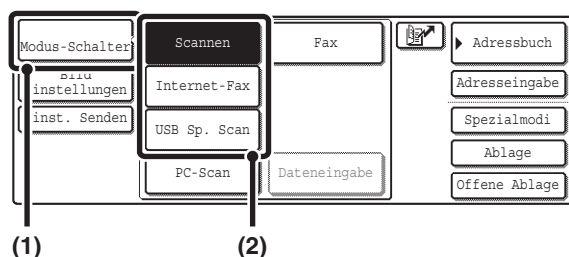 Modus-Schalter
Scannen
Fax
Adressbuch
Bild
instellungen
Internet-Fax
Adresseingabe
inst. Senden
USB Sp. Scan
Spezialmodi
Ablage
PC-Scan
Dateneingabe
Offene Ablage
(1)
(2)